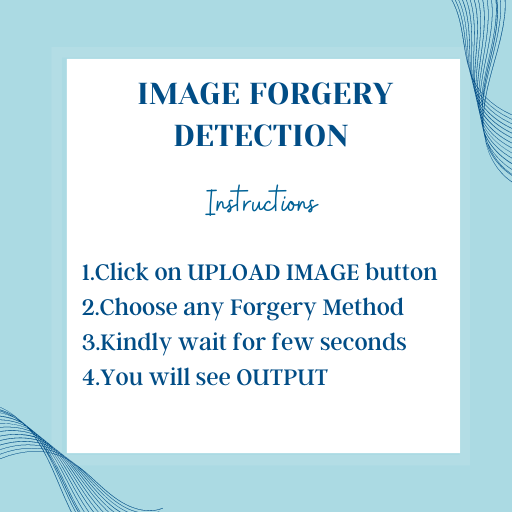 IMAGE FORGERY
DETECTION
Instructions
1.Click on UPLOAD IMAGE button
2.Choose any Forgery Method
3.Kindly wait for few seconds
4.You will see OUTPUT